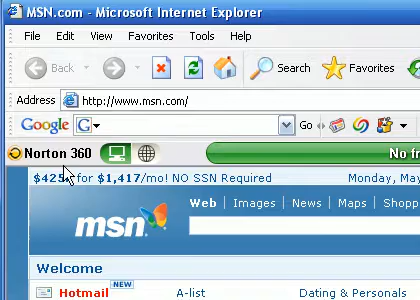 MSN.com - Microsoft Internet Explorer
File Edit View Favorites Tools Help
Back Search Favorites
Address http://www.msn.com/
Google G Go
Norton 360 No fr
$425, for $1,417/mo! NO SSN Required Monday, May
msn Web Images News Maps Shopp
Welcome
NEW
Hotmail A-list Dating & Personals